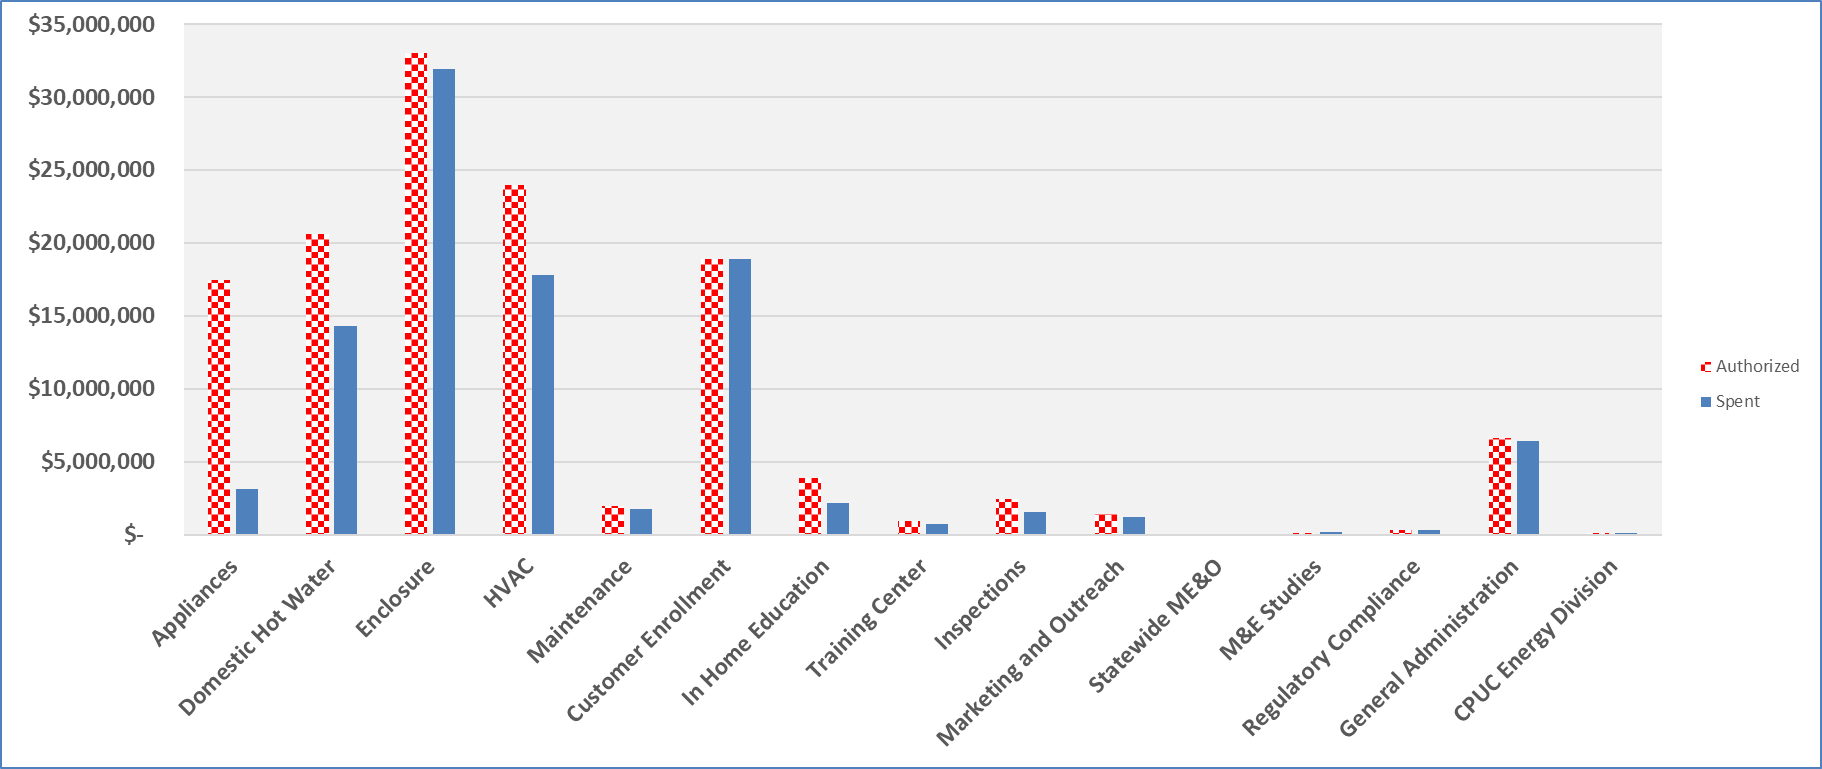 $35,000,000
$30,000,000
$25,000,000
$20,000,000
$15,000,000
$10,000,000
$5,000,000
$-
Appliances
Domestic Hot Water
Enclosure
HVAC
Maintenance
Customer Enrollment
In Home Education
Training Center
Inspections
Marketing and Outreach
Statewide ME&O
M&E Studies
Regulatory Compliance
General Administration
CPUC Energy Division
Authorized
Spent